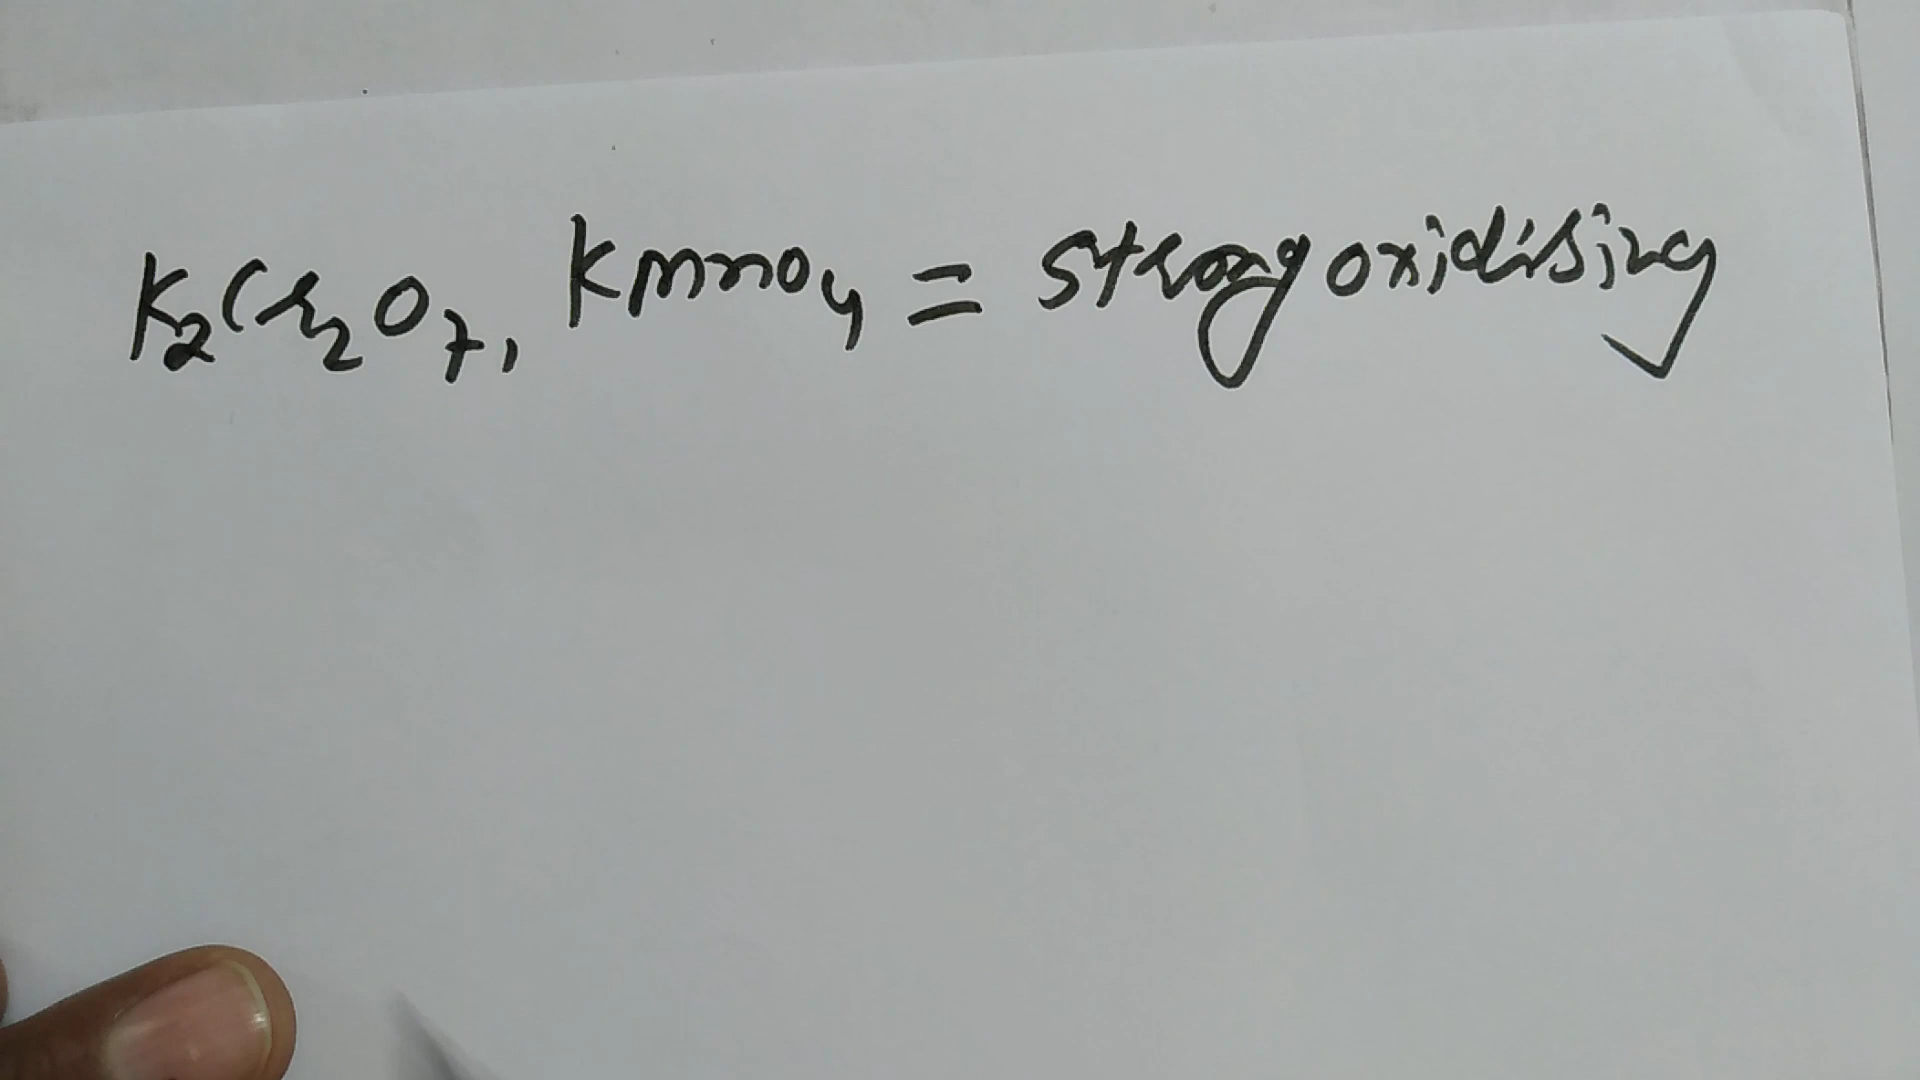 K₂Cr₂O₇, KMnO₄ = strong oxidising